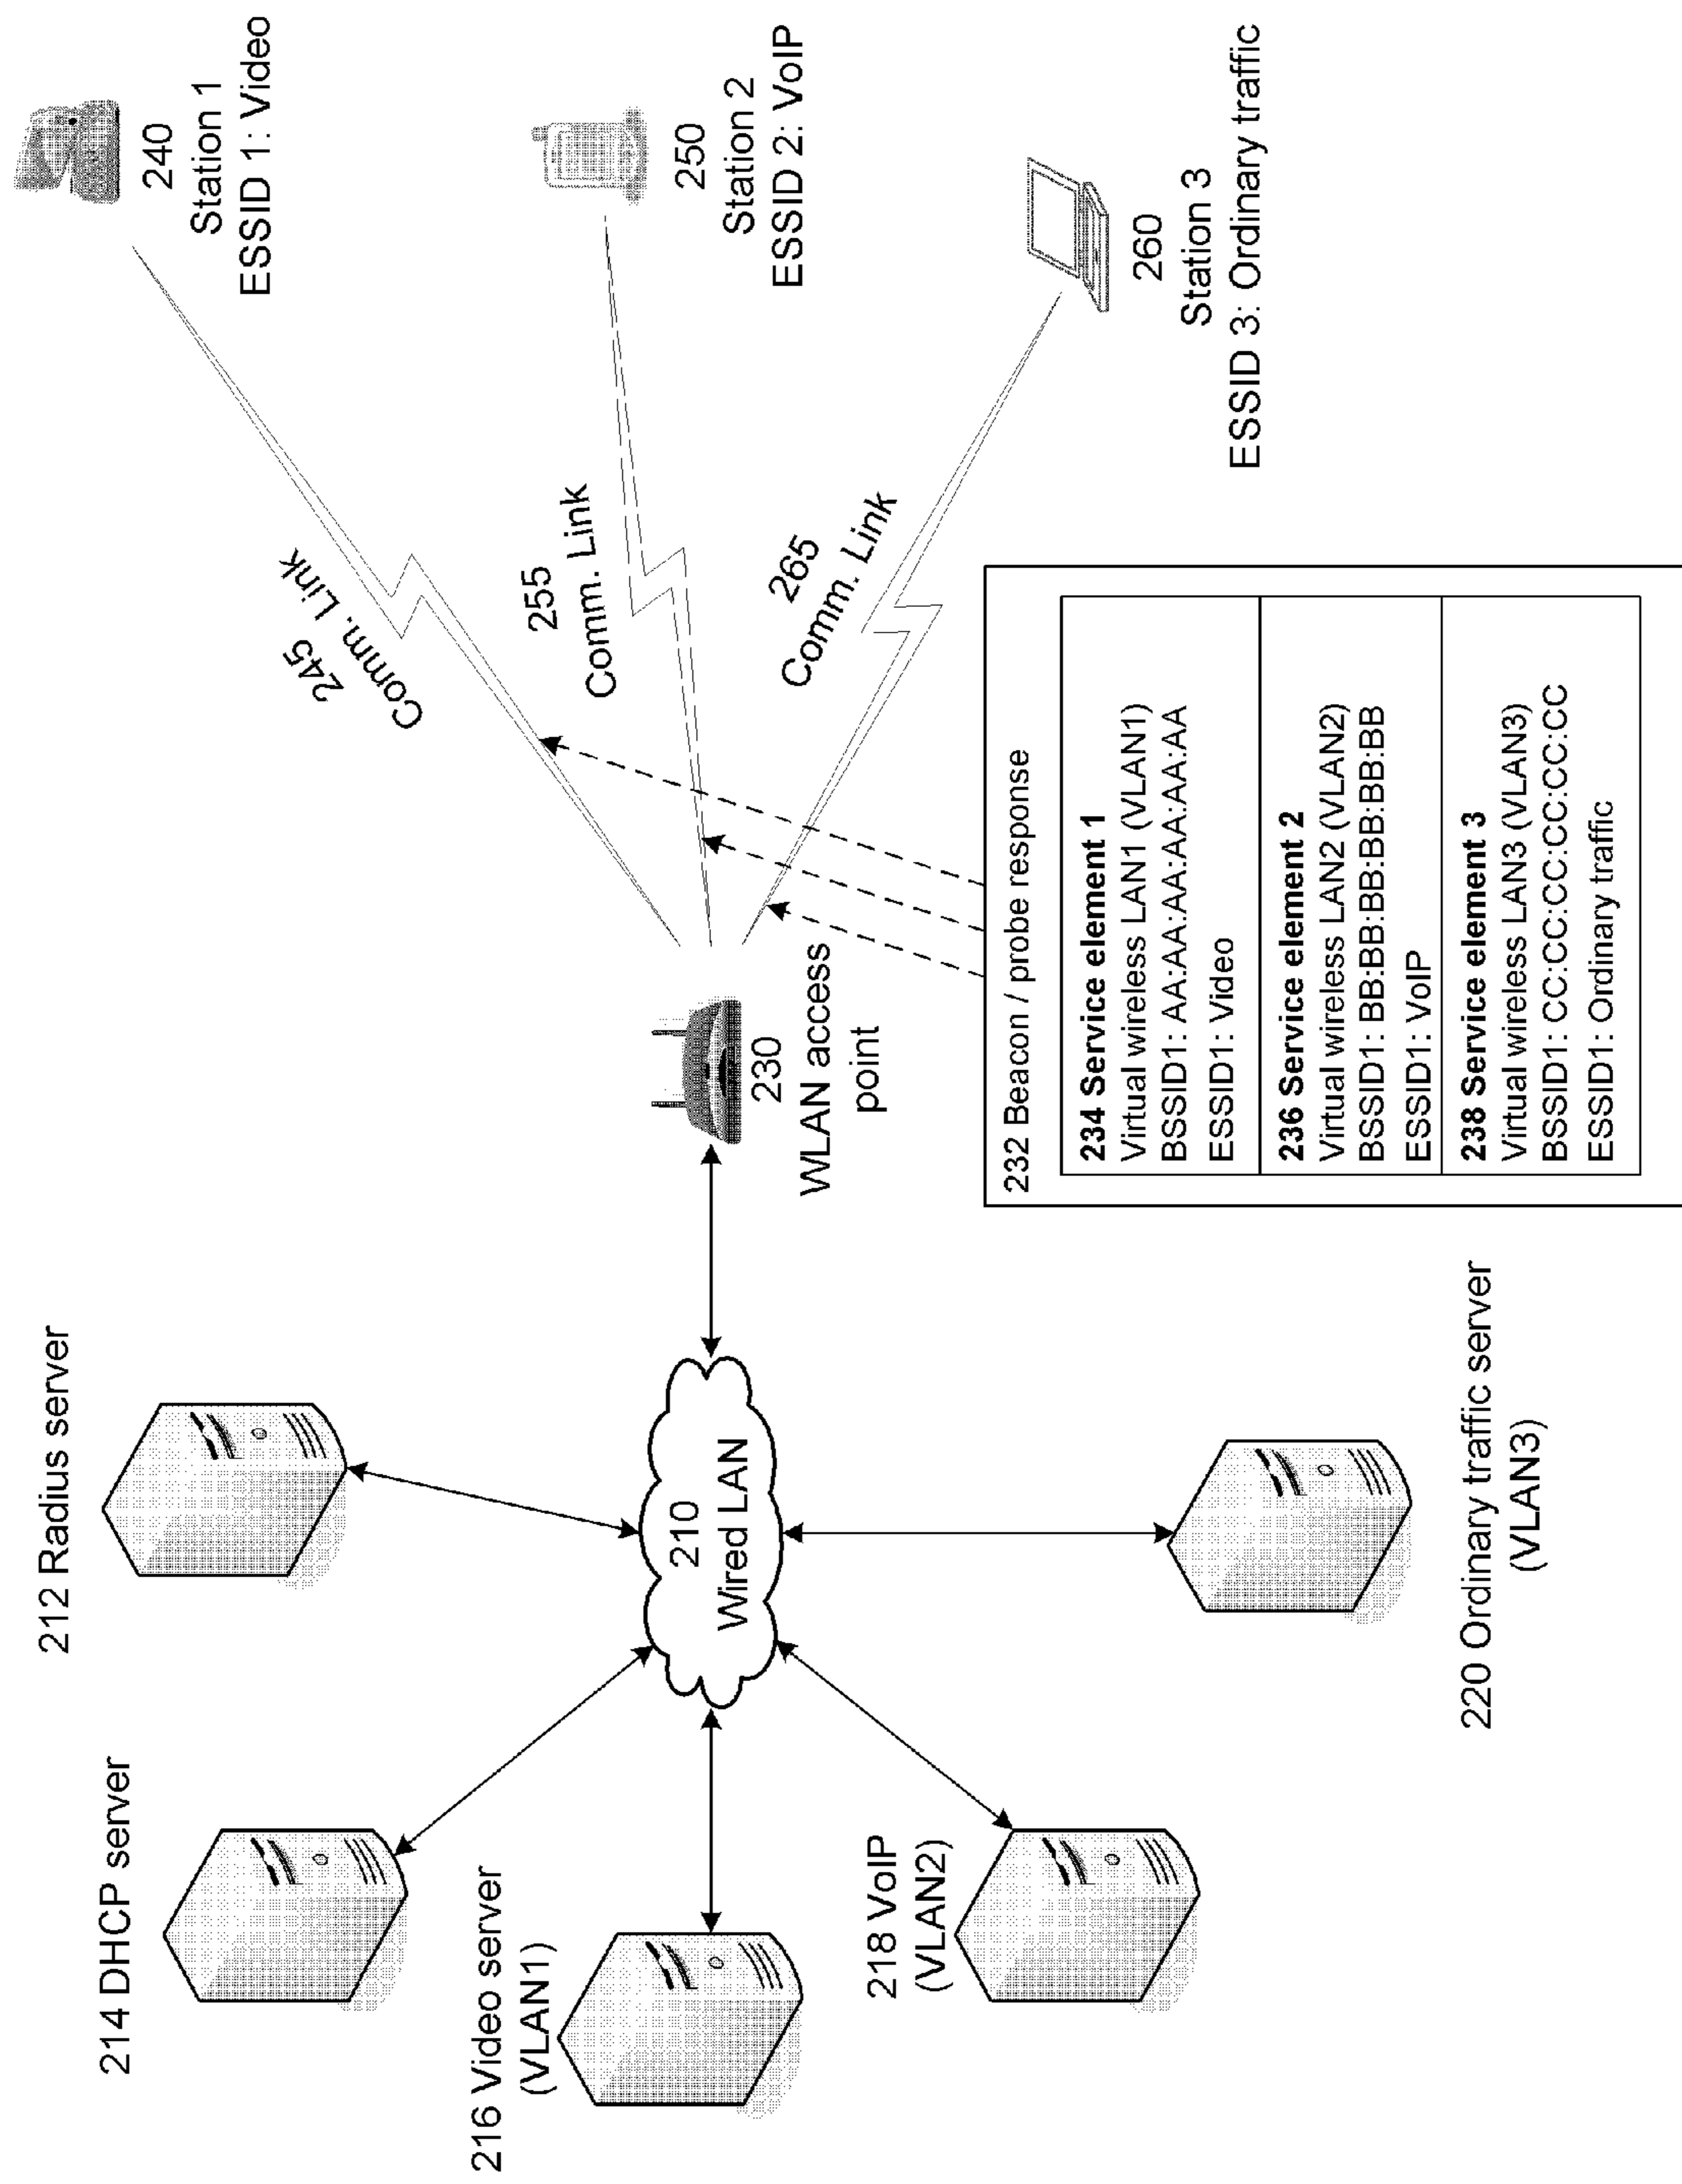 214 DHCP server
212 Radius server
216 Video server
(VLAN1)
210
Wired LAN
218 VoIP
(VLAN2)
220 Ordinary traffic server
(VLAN3)
230
WLAN access
point
245
Comm. Link
255
Comm. Link
265
Comm. Link
240
Station 1
ESSID 1: Video
250
Station 2
ESSID 2: VoIP
260
Station 3
ESSID 3: Ordinary traffic
232 Beacon / probe response
234 Service element 1
Virtual wireless LAN1 (VLAN1)
BSSID1: AA:AA:AA:AA:AA:AA
ESSID1: Video
236 Service element 2
Virtual wireless LAN2 (VLAN2)
BSSID1: BB:BB:BB:BB:BB:BB
ESSID1: VoIP
238 Service element 3
Virtual wireless LAN3 (VLAN3)
BSSID1: CC:CC:CC:CC:CC:CC
ESSID1: Ordinary traffic